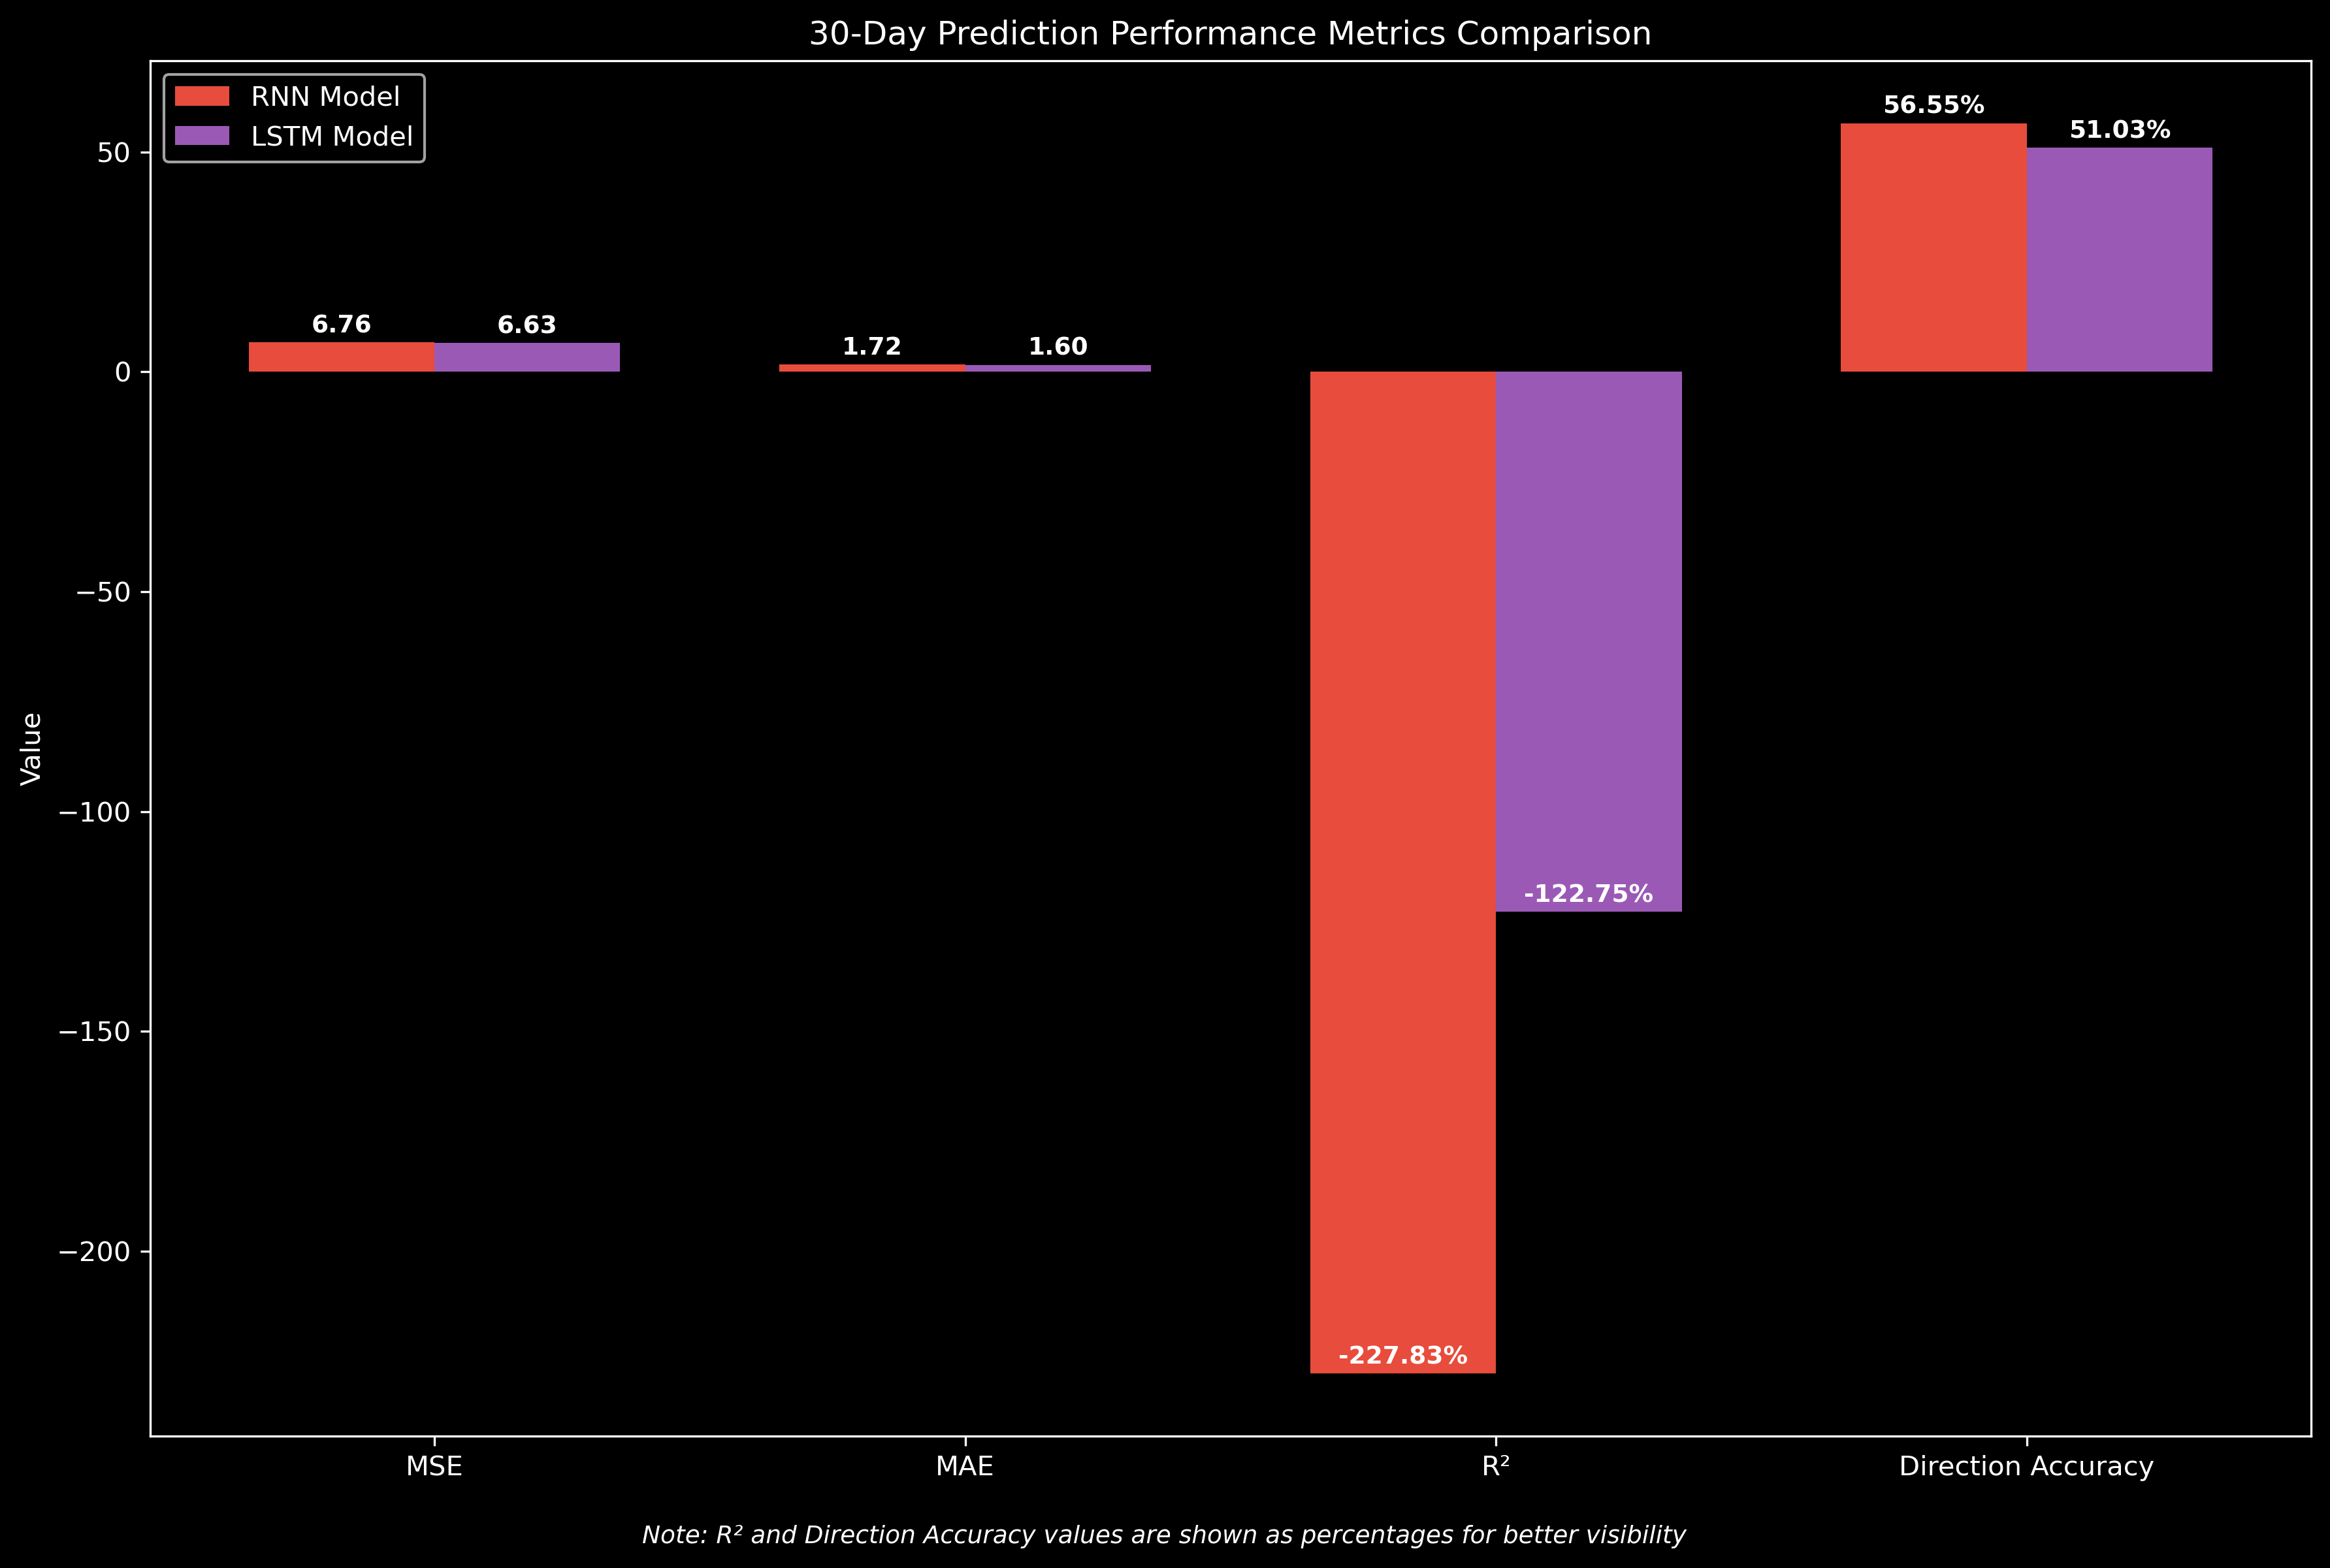 30-Day Prediction Performance Metrics Comparison
RNN Model
LSTM Model
56.55%
51.03%
50
6.76
6.63
1.72
1.60
0
−50
Value
−100
-122.75%
−150
−200
-227.83%
MSE
MAE
R²
Direction Accuracy
Note: R² and Direction Accuracy values are shown as percentages for better visibility